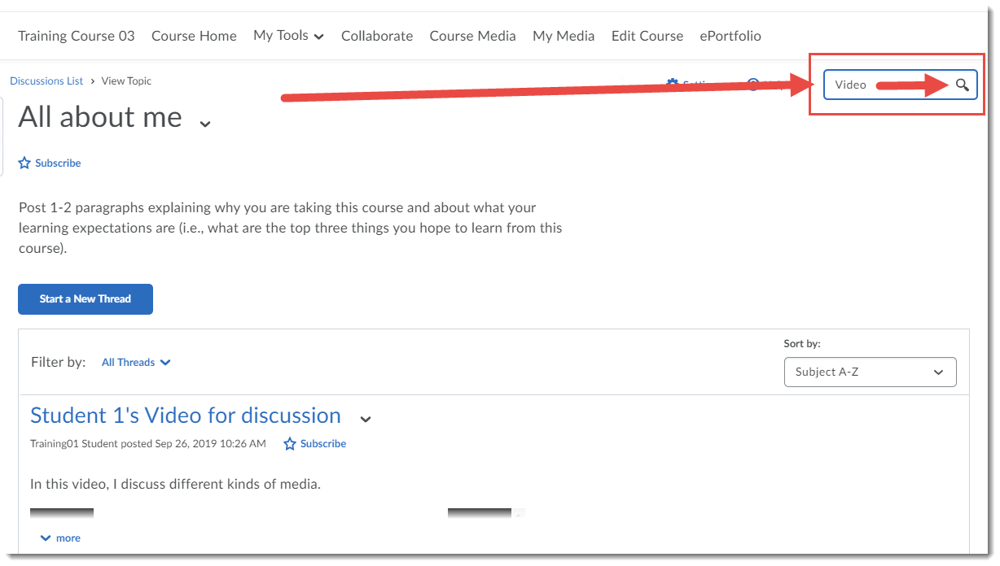 Training Course 03 Course Home My Tools Collaborate Course Media My Media Edit Course ePortfolio
Discussions List › View Topic
Video
All about me
Subscribe
Post 1-2 paragraphs explaining why you are taking this course and about what your
learning expectations are (i.e., what are the top three things you hope to learn from this
course).
Start a New Thread
Filter by: All Threads
Sort by:
Subject A-Z
Student 1's Video for discussion
Training01 Student posted Sep 26, 2019 10:26 AM Subscribe
In this video, I discuss different kinds of media.
more